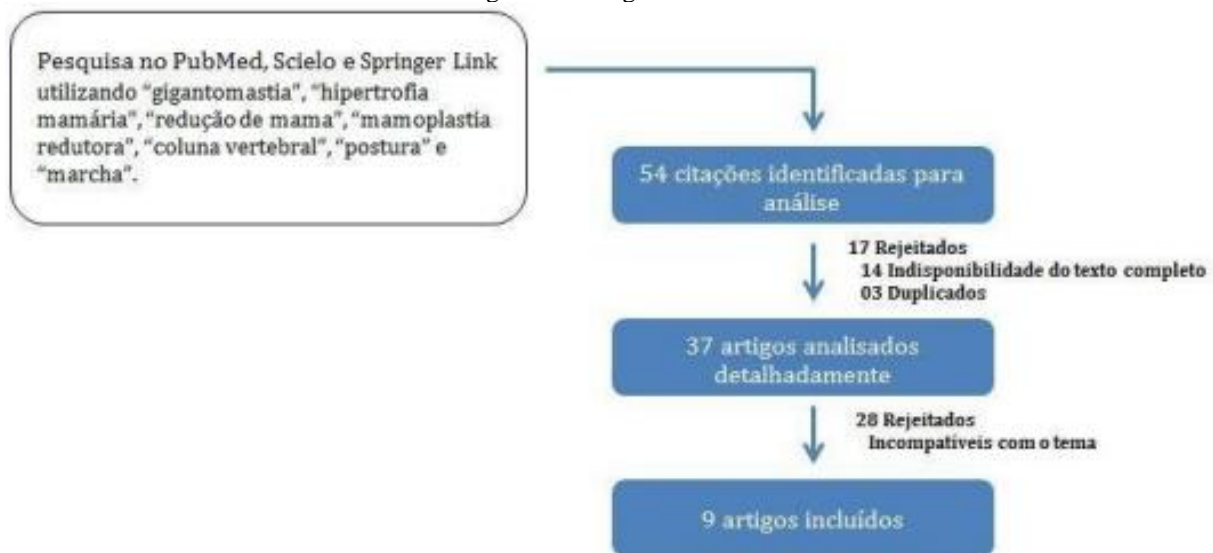 Pesquisa no PubMed, Scielo e Springer Link
utilizando “gigantomastia”, “hipertrofia
mamária”, “redução de mama”, “mamoplastia
redutora”, “coluna vertebral”, “postura” e
“marcha”.
54 citações identificadas para
análise
17 Rejeitados
14 Indisponibilidade do texto completo
03 Duplicados
37 artigos analisados
detalhadamente
28 Rejeitados
Incompatíveis com o tema
9 artigos incluídos